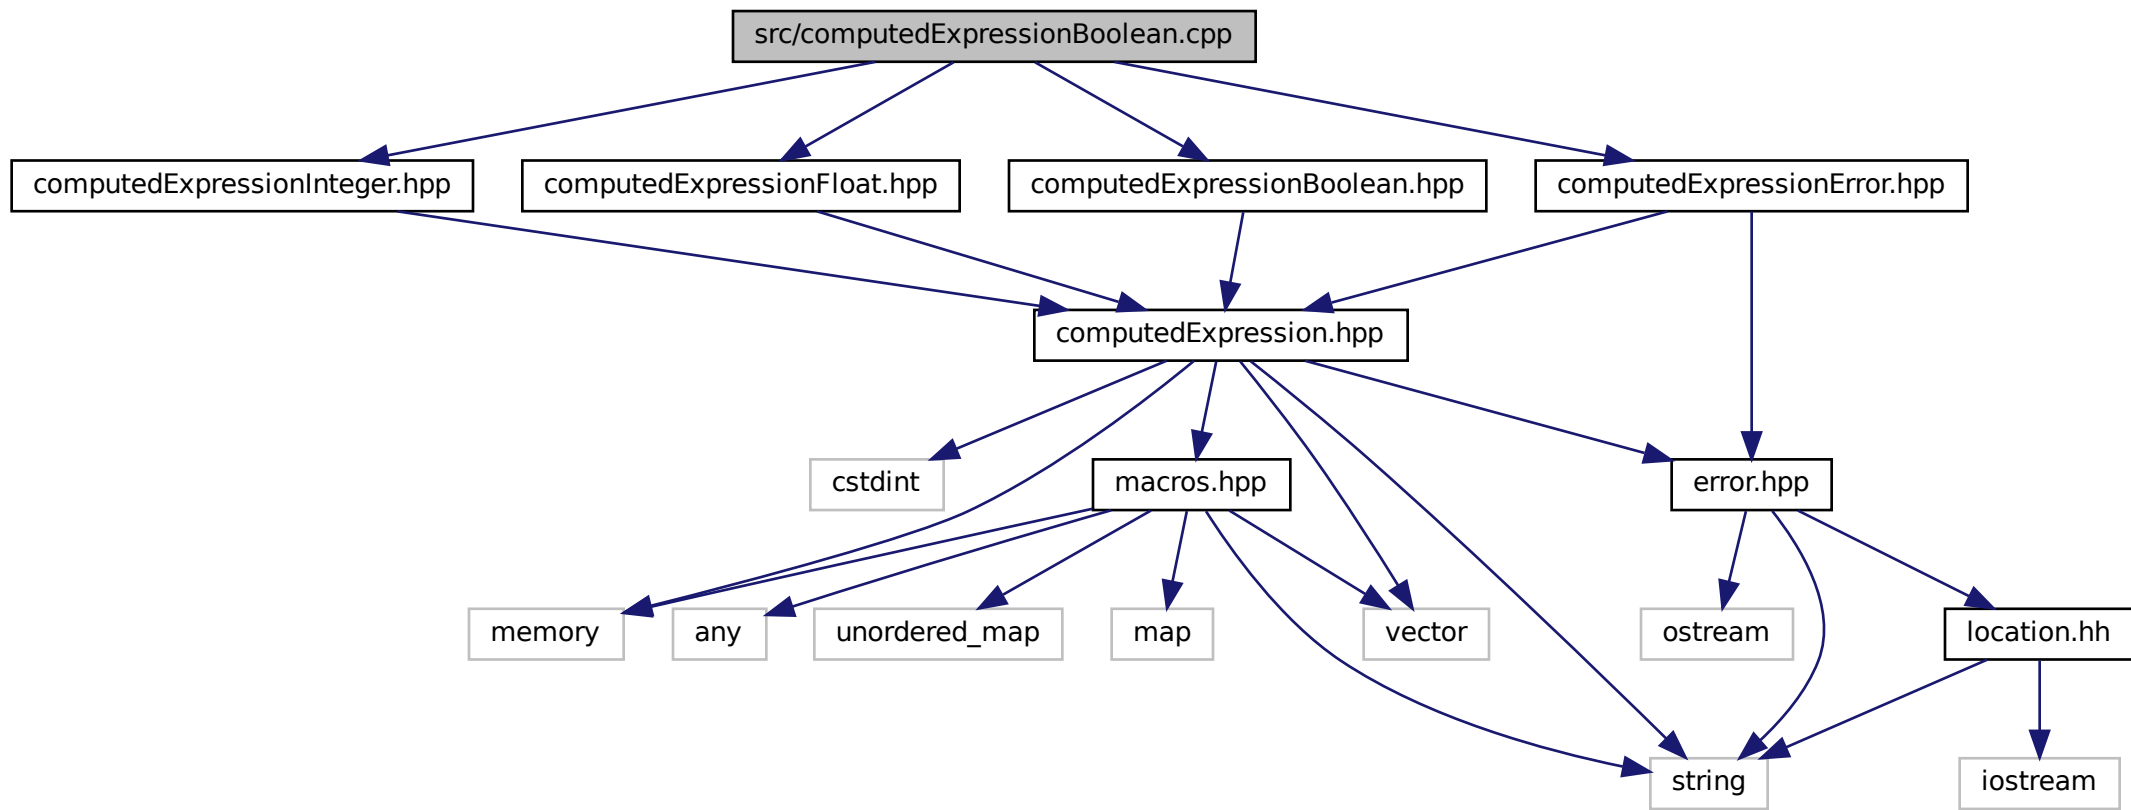 src/computedExpressionBoolean.cpp
computedExpressionInteger.hpp
computedExpressionFloat.hpp
computedExpressionBoolean.hpp
computedExpressionError.hpp
computedExpression.hpp
cstdint
macros.hpp
error.hpp
memory
any
unordered_map
map
vector
ostream
location.hh
string
iostream